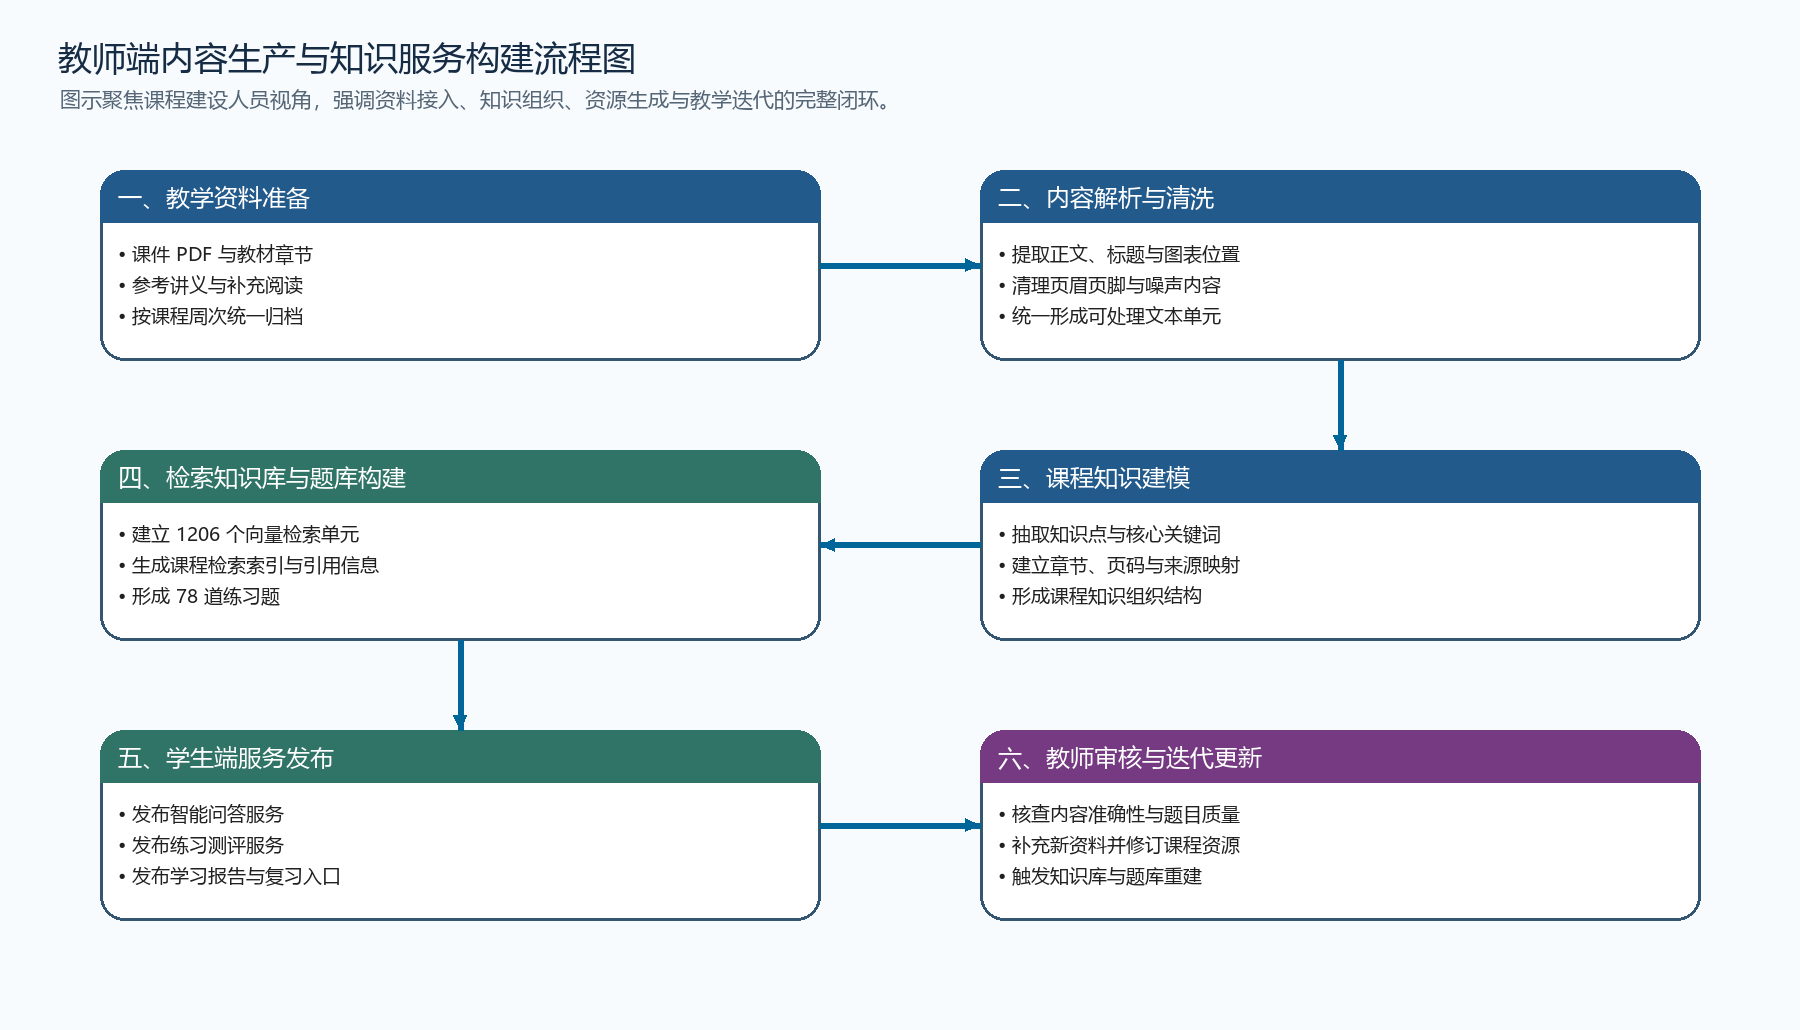 教师端内容生产与知识服务构建流程图
图示聚焦课程建设人员视角，强调资料接入、知识组织、资源生成与教学迭代的完整闭环。
一、教学资料准备
• 课件 PDF 与教材章节
• 参考讲义与补充阅读
• 按课程周次统一归档
二、内容解析与清洗
• 提取正文、标题与图表位置
• 清理页眉页脚与噪声内容
• 统一形成可处理文本单元
三、课程知识建模
• 抽取知识点与核心关键词
• 建立章节、页码与来源映射
• 形成课程知识组织结构
四、检索知识库与题库构建
• 建立 1206 个向量检索单元
• 生成课程检索索引与引用信息
• 形成 78 道练习题
五、学生端服务发布
• 发布智能问答服务
• 发布练习测评服务
• 发布学习报告与复习入口
六、教师审核与迭代更新
• 核查内容准确性与题目质量
• 补充新资料并修订课程资源
• 触发知识库与题库重建